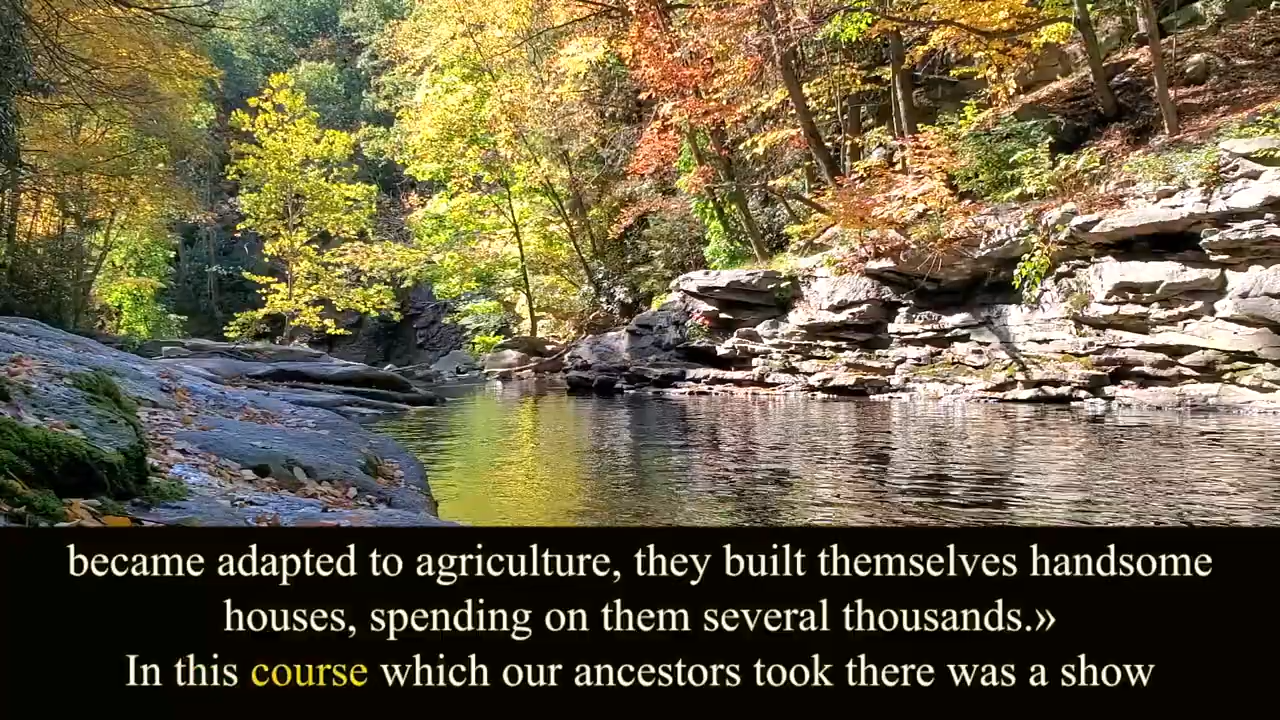 became adapted to agriculture, they built themselves handsome
houses, spending on them several thousands.»
In this course which our ancestors took there was a show